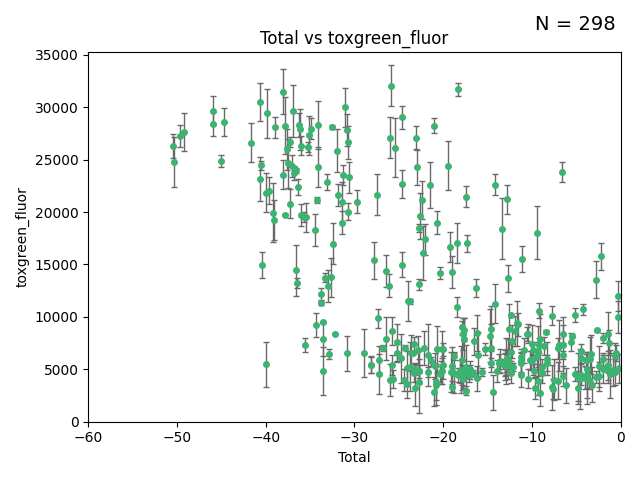 N = 298
Total vs toxgreen_fluor
35000
30000
25000
20000
15000
10000
5000
0
toxgreen_fluor
−60 −50 −40 −30 −20 −10 0
Total